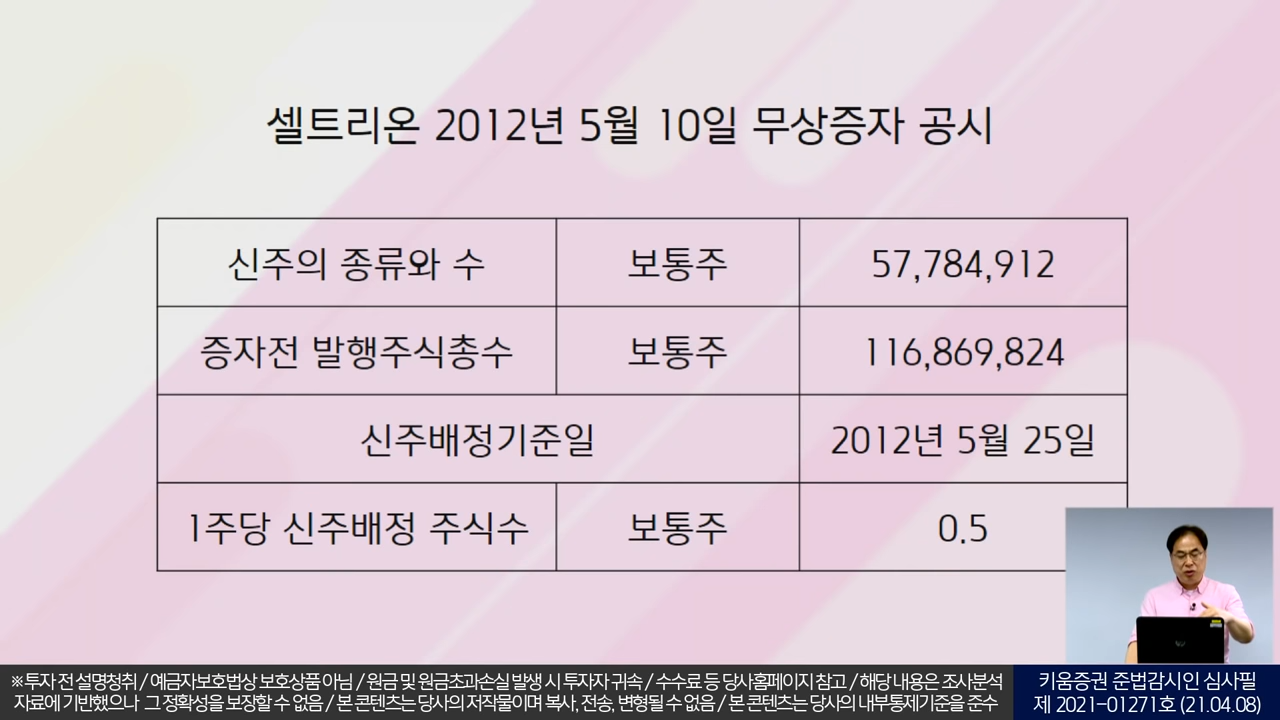 셀트리온 2012년 5월 10일 무상증자 공시
신주의 종류와 수 보통주 57,784,912
증자전 발행주식총수 보통주 116,869,824
신주배정기준일 2012년 5월 25일
1주당 신주배정 주식수 보통주 0.5
※투자 전 설명청취 / 예금자보호법상 보호상품 아님 / 원금 및 원금초과손실 발생 시 투자자 귀속 / 수수료 등 당사홈페이지 참고 / 해당 내용은 조사분석
자료에 기반했으나 그 정확성을 보장할 수 없음 / 본 콘텐츠는 당사의 저작물이며 복사, 전송, 변형될 수 없음 / 본 콘텐츠는 당사의 내부통제기준을 준수
키움증권 준법감시인 심사필
제 2021-01271호 (21.04.08)